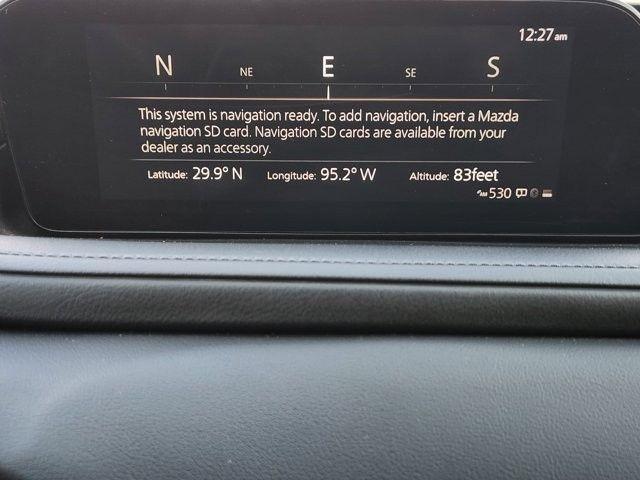 12:27am
N NE E SE S
This system is navigation ready. To add navigation, insert a Mazda
navigation SD card. Navigation SD cards are available from your
dealer as an accessory.
Latitude: 29.9° N Longitude: 95.2° W Altitude: 83feet
AM 530